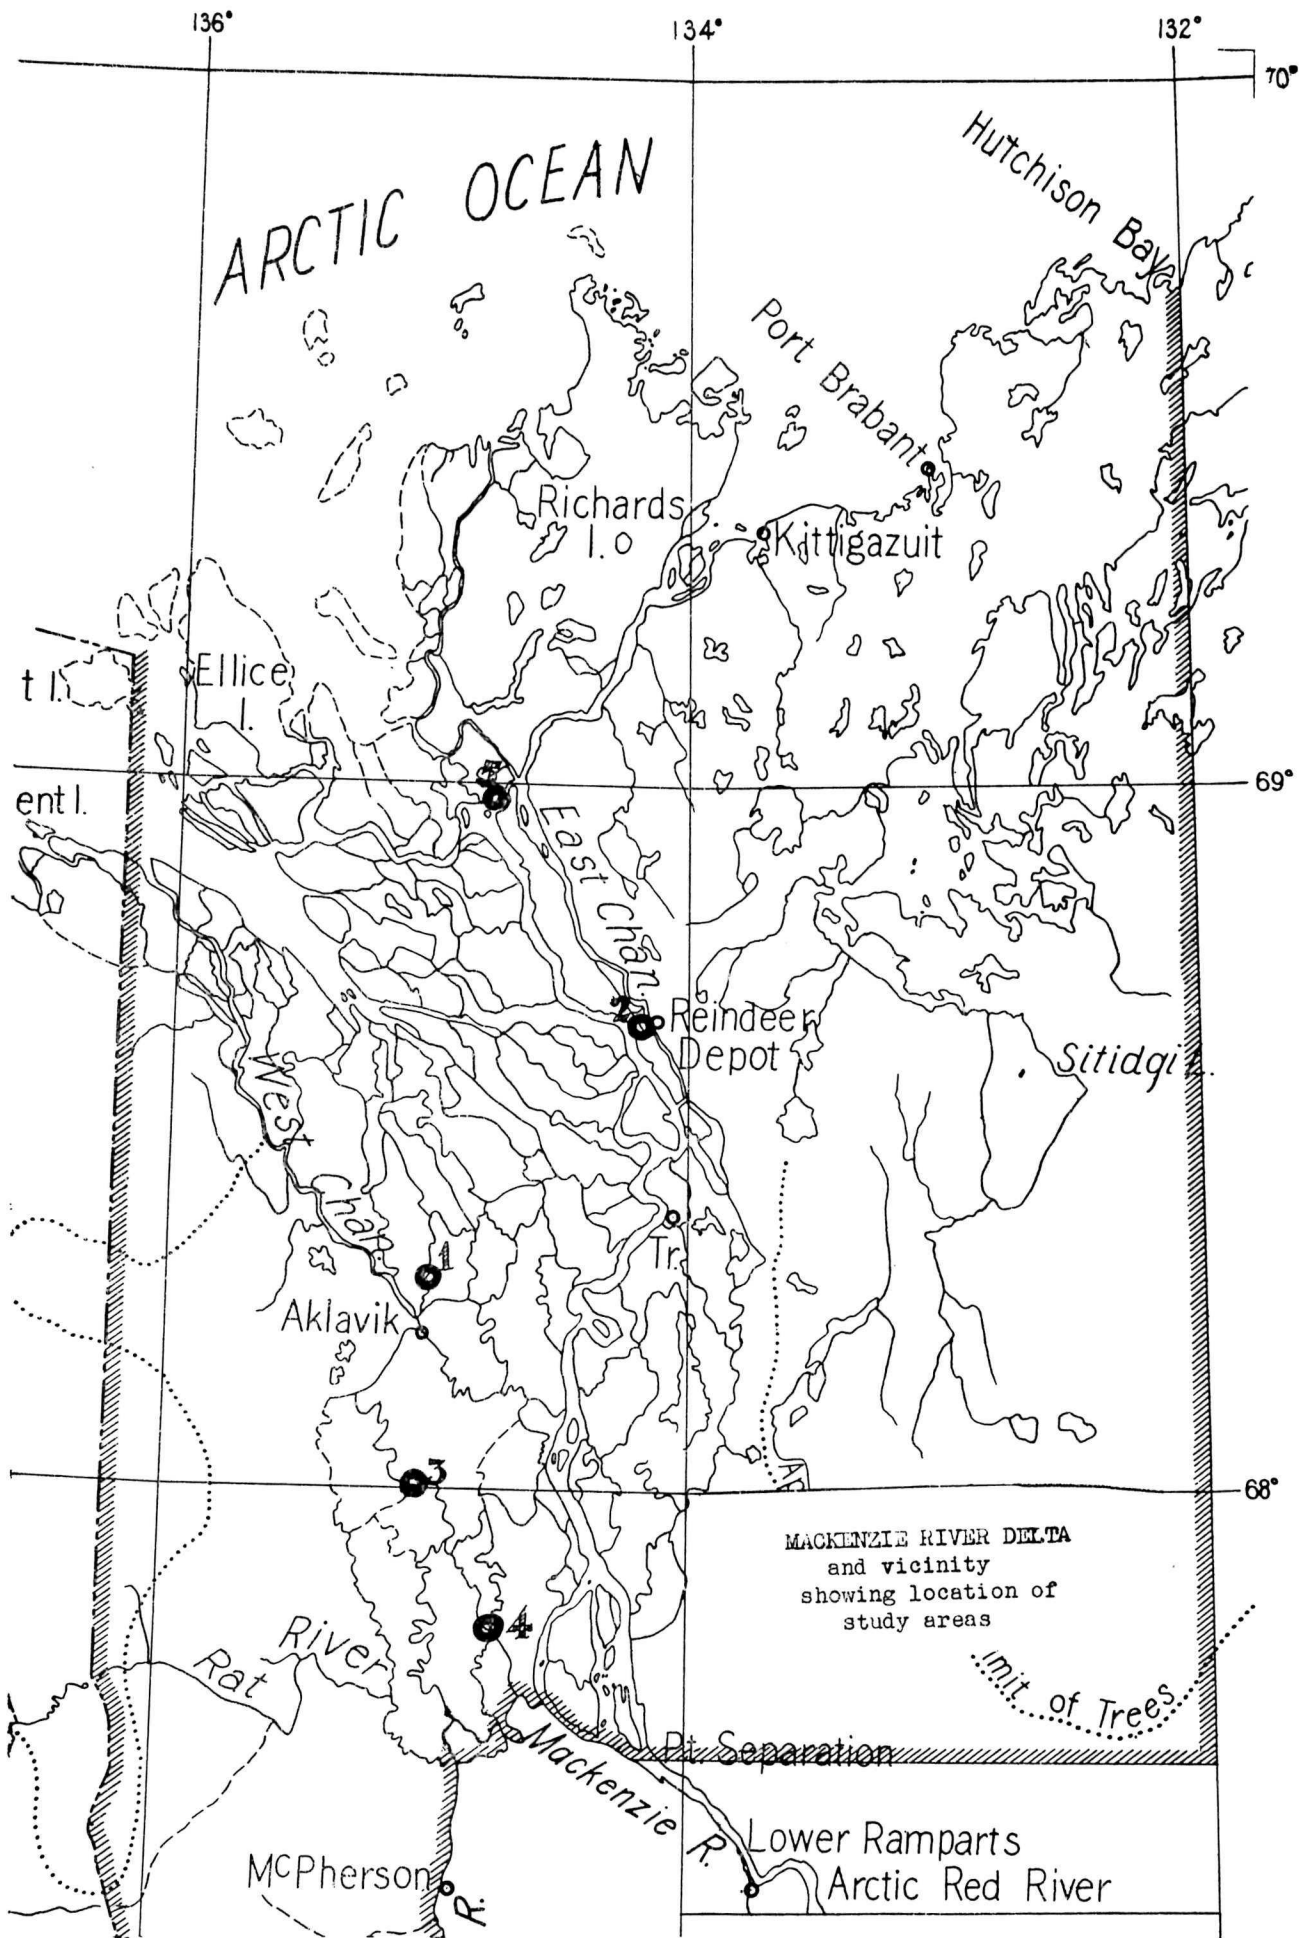 136°
134°
132°
70°
ARCTIC OCEAN
Hutchison Bay
Port Brabant
Richards
I.
Kittigazuit
t I.
Ellice
I.
69°
ent I.
East Chan.
2
Reindeer
Depot
Sitidgi L.
West Chan.
1
Tr.
Aklavik
3
68°
MACKENZIE RIVER DELTA
and vicinity
showing location of
study areas
4
Rat River
imit of Trees
Pt. Separation
Mackenzie R.
Lower Ramparts
McPherson
Arctic Red River
R.